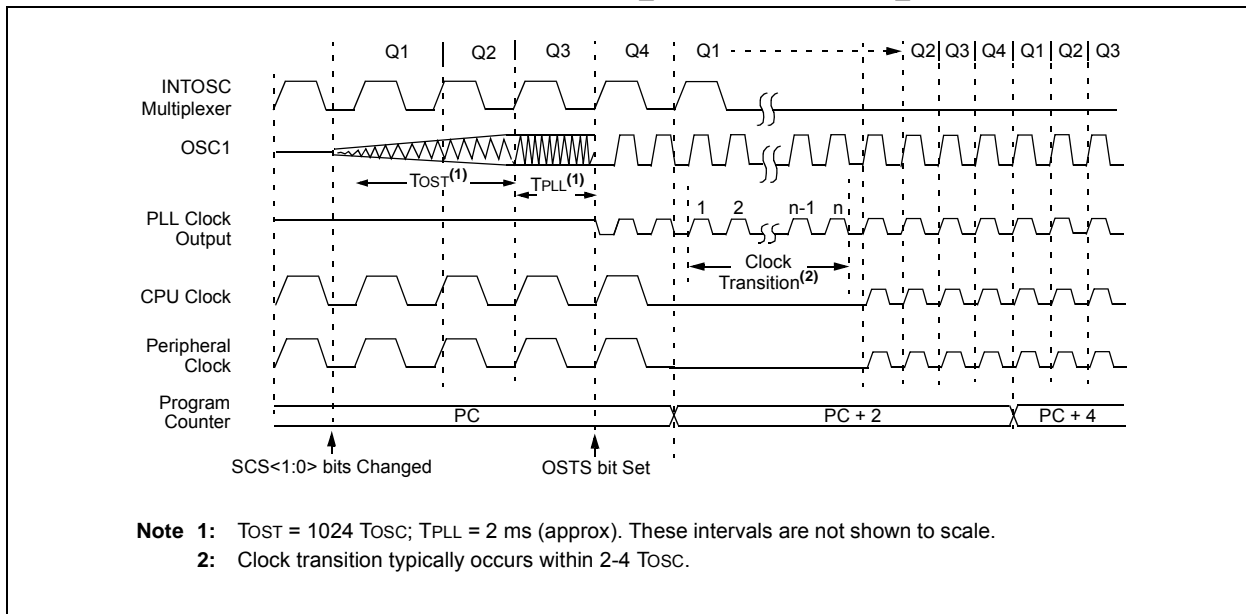 Q1 Q2 Q3 Q4 Q1 Q2 Q3 Q4 Q1 Q2 Q3
INTOSC
Multiplexer
OSC1
TOST(1) TPLL(1)
1 2 n-1 n
PLL Clock
Output
Clock
Transition(2)
CPU Clock
Peripheral
Clock
Program
Counter
PC PC + 2 PC + 4
SCS<1:0> bits Changed OSTS bit Set
Note 1: TOST = 1024 TOSC; TPLL = 2 ms (approx). These intervals are not shown to scale.
2: Clock transition typically occurs within 2-4 TOSC.